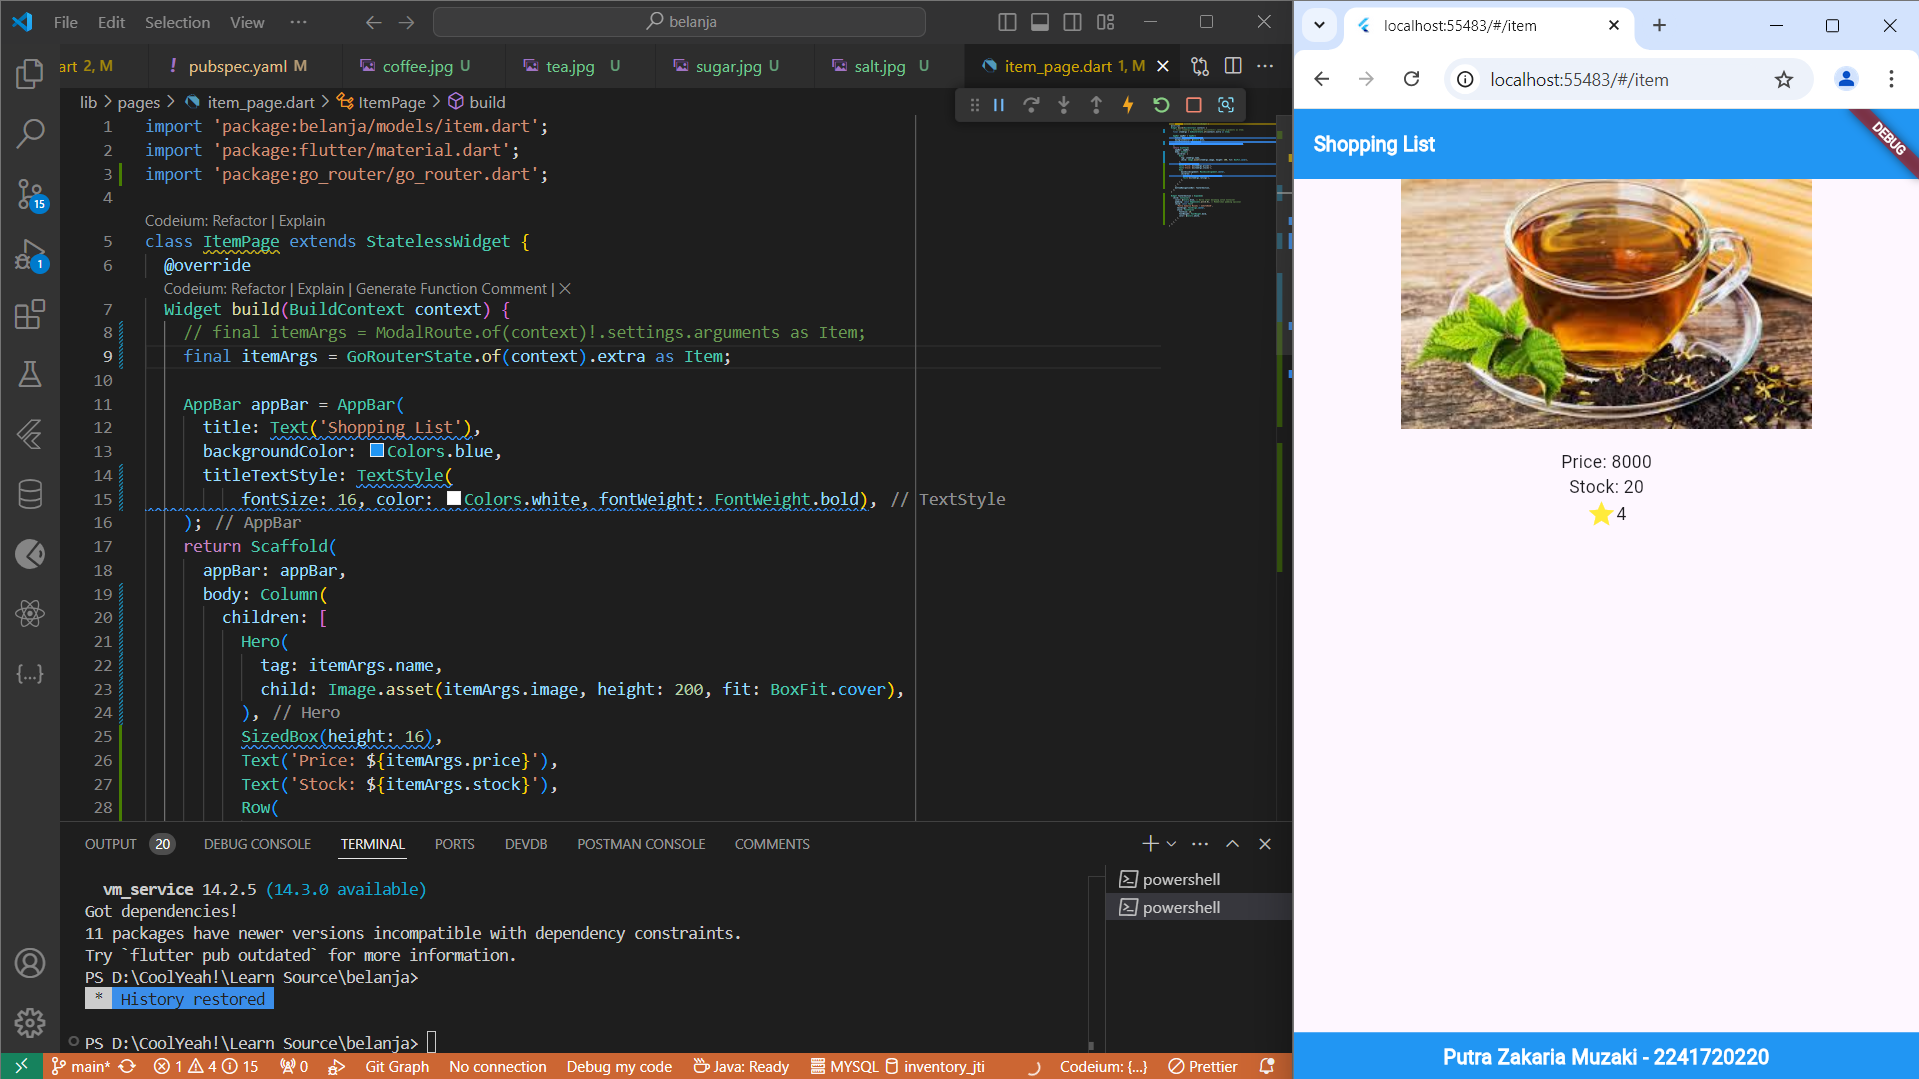 File Edit Selection View ··· belanja
art 2, M ! pubspec.yaml M coffee.jpg U tea.jpg U sugar.jpg U salt.jpg U item_page.dart 1, M
lib > pages > item_page.dart > ItemPage > build
1 import 'package:belanja/models/item.dart';
2 import 'package:flutter/material.dart';
3 import 'package:go_router/go_router.dart';
4
Codeium: Refactor | Explain
5 class ItemPage extends StatelessWidget {
6 @override
Codeium: Refactor | Explain | Generate Function Comment | X
7 Widget build(BuildContext context) {
8 // final itemArgs = ModalRoute.of(context)!.settings.arguments as Item;
9 final itemArgs = GoRouterState.of(context).extra as Item;
10
11 AppBar appBar = AppBar(
12 title: Text('Shopping List'),
13 backgroundColor: Colors.blue,
14 titleTextStyle: TextStyle(
15 fontSize: 16, color: Colors.white, fontWeight: FontWeight.bold), // TextStyle
16 ); // AppBar
17 return Scaffold(
18 appBar: appBar,
19 body: Column(
20 children: [
21 Hero(
22 tag: itemArgs.name,
23 child: Image.asset(itemArgs.image, height: 200, fit: BoxFit.cover),
24 ), // Hero
25 SizedBox(height: 16),
26 Text('Price: ${itemArgs.price}'),
27 Text('Stock: ${itemArgs.stock}'),
28 Row(
OUTPUT 20 DEBUG CONSOLE TERMINAL PORTS DEVDB POSTMAN CONSOLE COMMENTS
vm_service 14.2.5 (14.3.0 available)
Got dependencies!
11 packages have newer versions incompatible with dependency constraints.
Try `flutter pub outdated` for more information.
PS D:\CoolYeah!\Learn Source\belanja>
* History restored
PS D:\CoolYeah!\Learn Source\belanja>
powershell
powershell
15
1
main* 1 4 15 0 Git Graph No connection Debug my code Java: Ready MYSQL inventory_jti Codeium: {...} Prettier
localhost:55483/#/item
localhost:55483/#/item
Shopping List
DEBUG
Price: 8000
Stock: 20
4
Putra Zakaria Muzaki - 2241720220